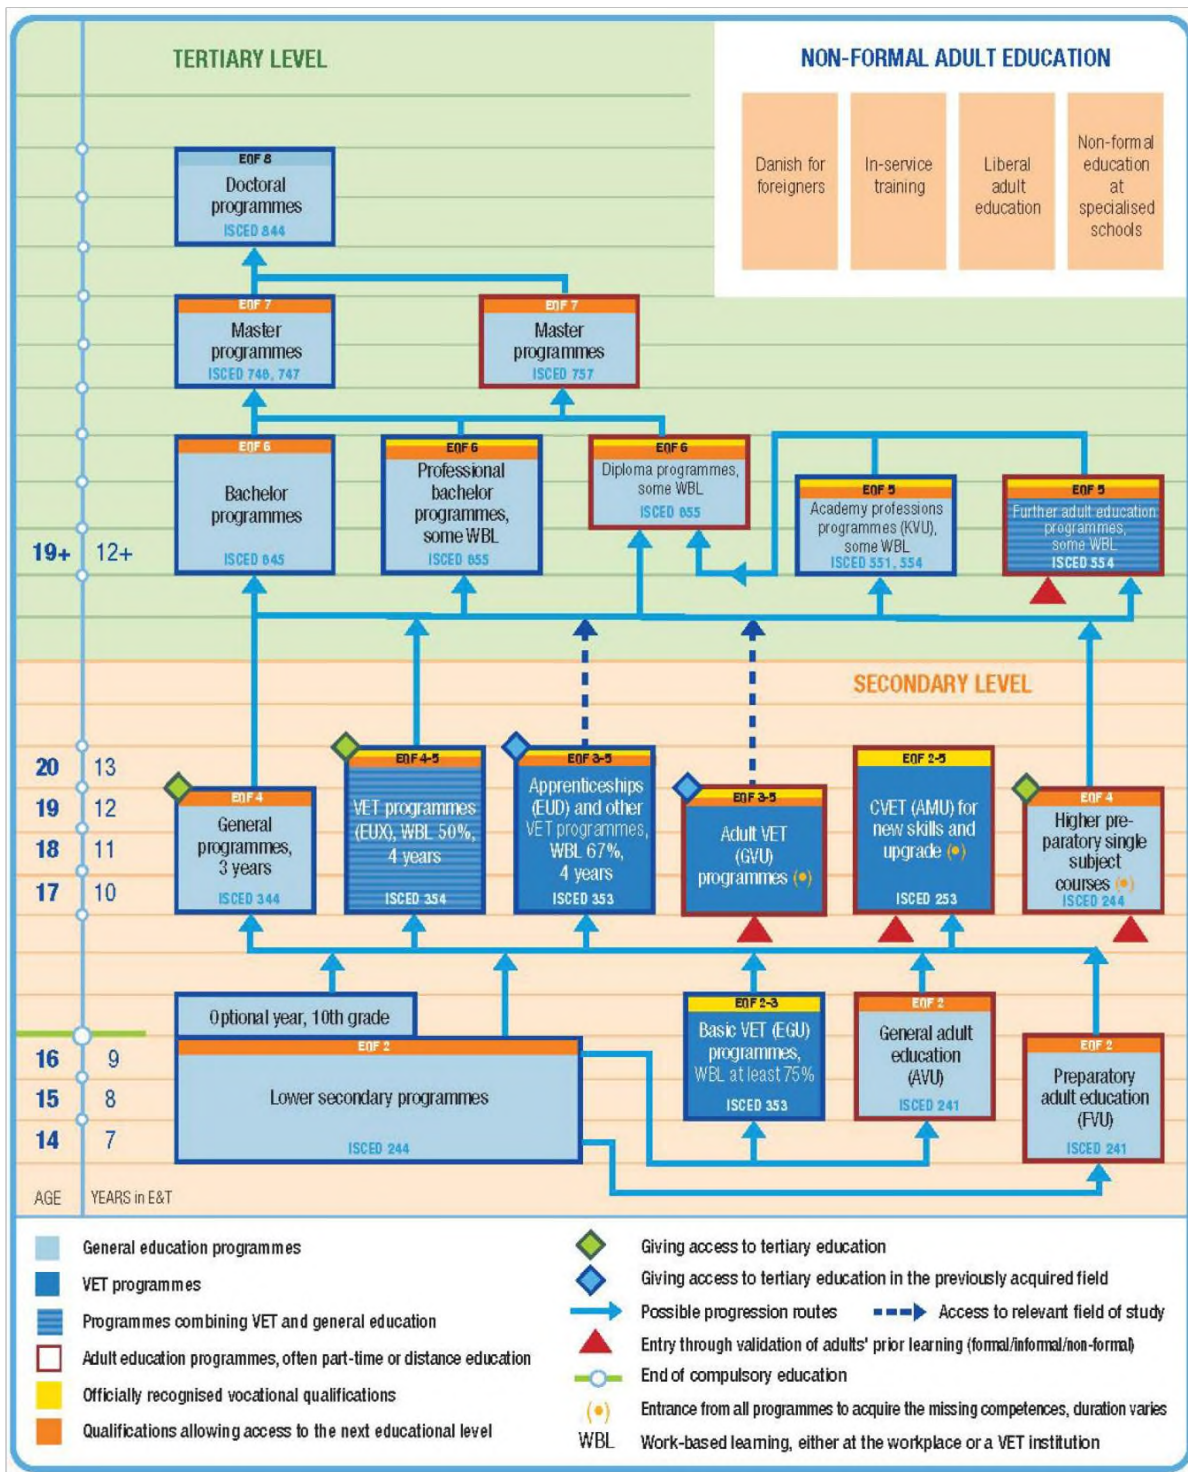 TERTIARY LEVEL
NON-FORMAL ADULT EDUCATION
Danish for
foreigners
In-service
training
Liberal
adult
education
Non-formal
education
at
specialised
schools
EQF 8
Doctoral
programmes
ISCED 844
EQF 7
Master
programmes
ISCED 746, 747
EQF 7
Master
programmes
ISCED 757
EQF 6
Bachelor
programmes
ISCED 645
EQF 6
Professional
bachelor
programmes,
some WBL
ISCED 655
EQF 6
Diploma programmes,
some WBL
ISCED 655
EQF 5
Academy professions
programmes (KVU),
some WBL
ISCED 551, 554
EQF 5
Further adult education
programmes,
some WBL
ISCED 554
19+ 12+
SECONDARY LEVEL
20 13
19 12
18 11
17 10
EQF 4
General
programmes,
3 years
ISCED 344
EQF 4-5
VET programmes
(EUX), WBL 50%,
4 years
ISCED 354
EQF 3-5
Apprenticeships
(EUD) and other
VET programmes,
WBL 67%,
4 years
ISCED 353
EQF 3-5
Adult VET
(GVU)
programmes (•)
EQF 2-5
CVET (AMU) for
new skills and
upgrade (•)
ISCED 253
EQF 4
Higher pre-
paratory single
subject
courses (•)
ISCED 244
Optional year, 10th grade
EQF 2
Lower secondary programmes
ISCED 244
EQF 2-3
Basic VET (EGU)
programmes,
WBL at least 75%
ISCED 353
EQF 2
General adult
education
(AVU)
ISCED 241
EQF 2
Preparatory
adult education
(FVU)
ISCED 241
16 9
15 8
14 7
AGE YEARS in E&T
General education programmes
VET programmes
Programmes combining VET and general education
Adult education programmes, often part-time or distance education
Officially recognised vocational qualifications
Qualifications allowing access to the next educational level
Giving access to tertiary education
Giving access to tertiary education in the previously acquired field
Possible progression routes
Access to relevant field of study
Entry through validation of adults' prior learning (formal/informal/non-formal)
End of compulsory education
(•) Entrance from all programmes to acquire the missing competences, duration varies
WBL Work-based learning, either at the workplace or a VET institution